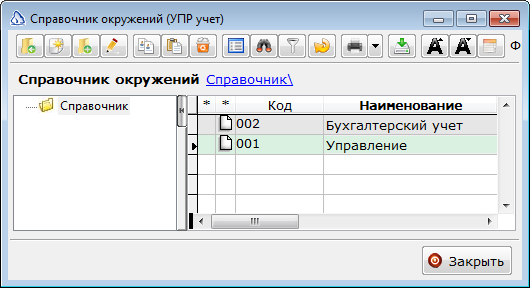 Справочник окружений (УПР учет)
А А Ф
Справочник окружений Справочник\
Справочник
* * Код Наименование
002 Бухгалтерский учет
001 Управление
Закрыть